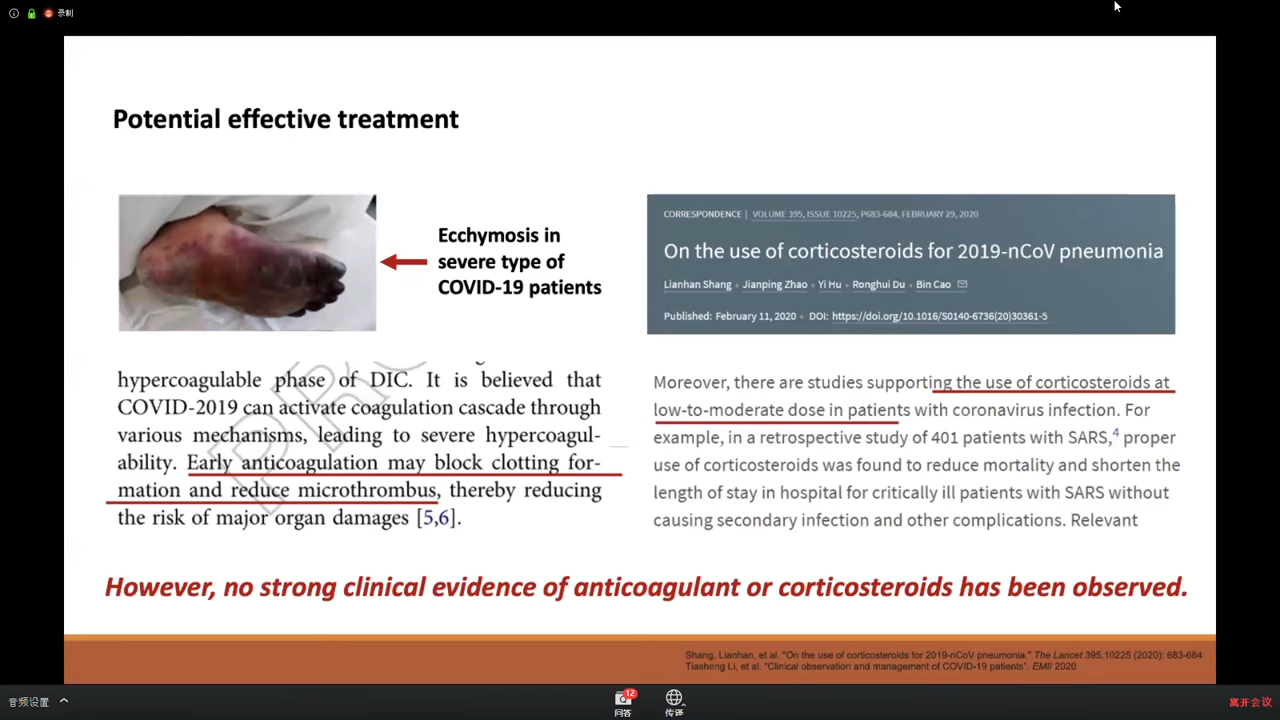 录制
Potential effective treatment
Ecchymosis in
severe type of
COVID-19 patients
hypercoagulable phase of DIC. It is believed that
COVID-2019 can activate coagulation cascade through
various mechanisms, leading to severe hypercoagul-
ability. Early anticoagulation may block clotting for-
mation and reduce microthrombus, thereby reducing
the risk of major organ damages [5,6].
CORRESPONDENCE | VOLUME 395, ISSUE 10225, P683-684, FEBRUARY 29, 2020
On the use of corticosteroids for 2019-nCoV pneumonia
Lianhan Shang • Jianping Zhao • Yi Hu • Ronghui Du • Bin Cao
Published: February 11, 2020 • DOI: https://doi.org/10.1016/S0140-6736(20)30361-5
Moreover, there are studies supporting the use of corticosteroids at
low-to-moderate dose in patients with coronavirus infection. For
example, in a retrospective study of 401 patients with SARS,4 proper
use of corticosteroids was found to reduce mortality and shorten the
length of stay in hospital for critically ill patients with SARS without
causing secondary infection and other complications. Relevant
However, no strong clinical evidence of anticoagulant or corticosteroids has been observed.
Shang, Lianhan, et al. "On the use of corticosteroids for 2019-nCoV pneumonia." The Lancet 395.10225 (2020): 683-684
Tiasheng Li, et al. "Clinical observation and management of COVID-19 patients". EMI/ 2020
音频设置
12
问答
传译
离开会议